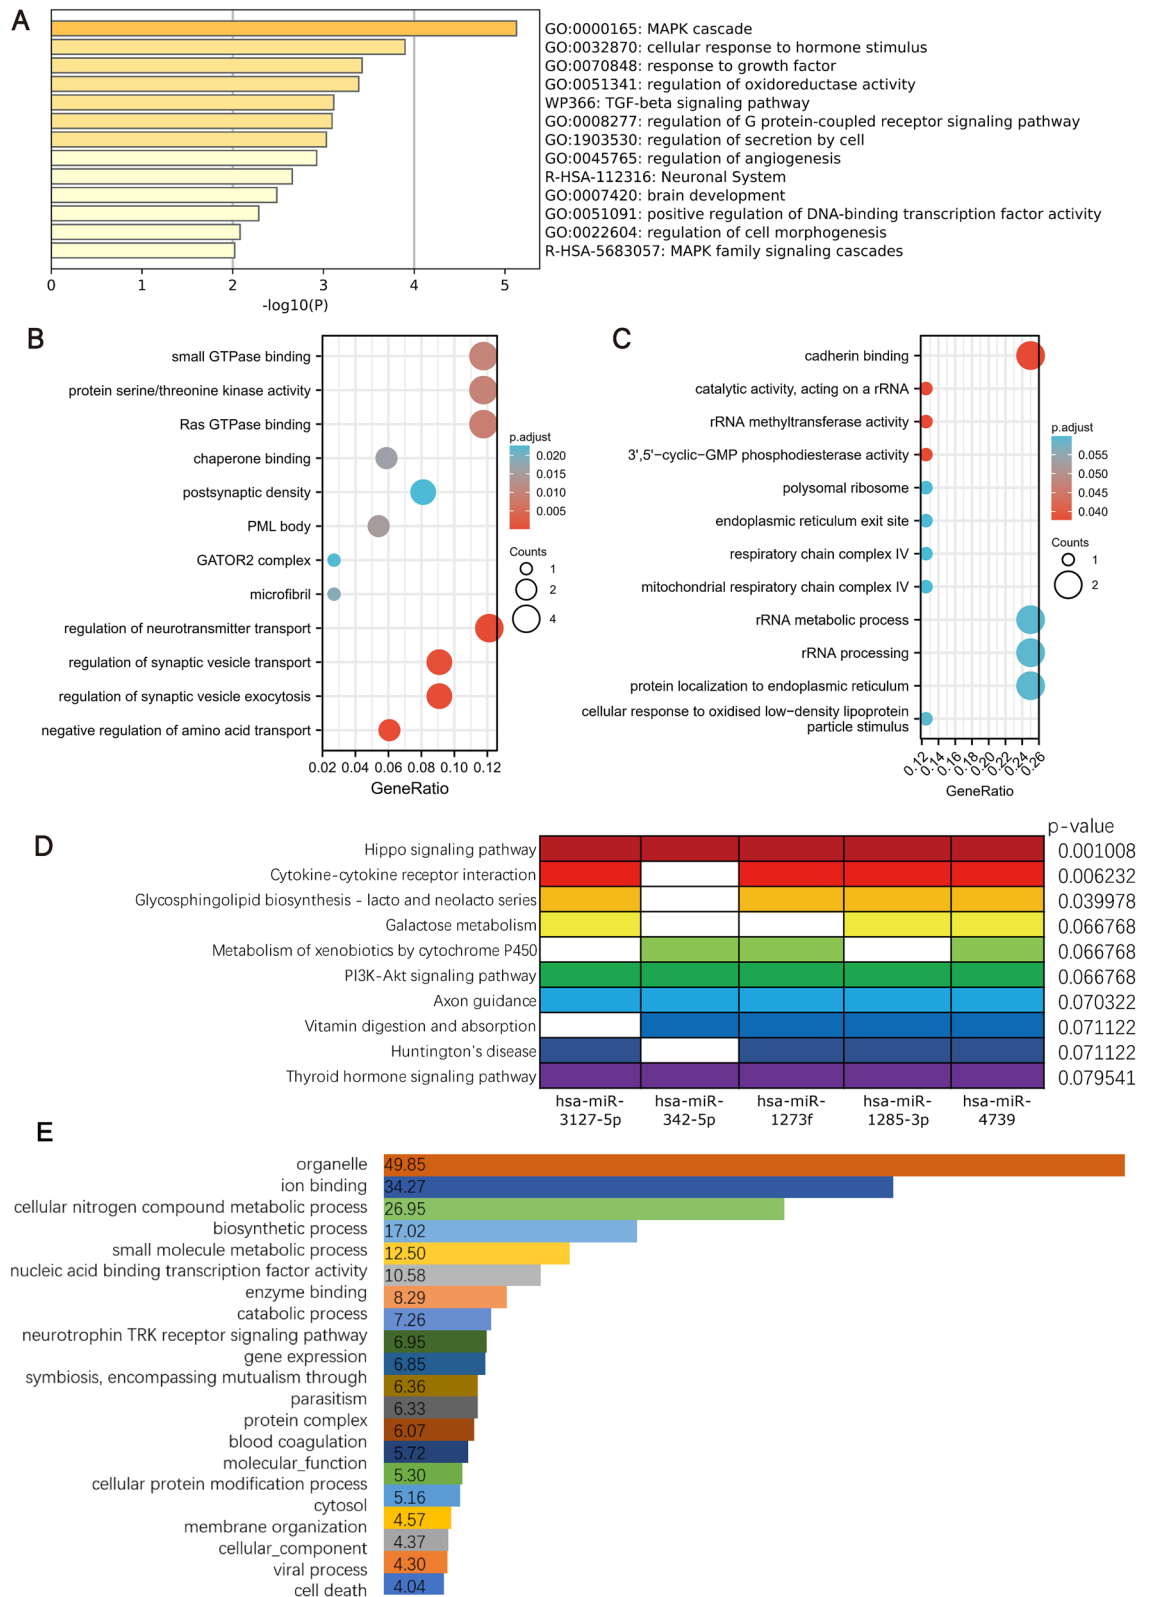 A
GO:0000165: MAPK cascade
GO:0032870: cellular response to hormone stimulus
GO:0070848: response to growth factor
GO:0051341: regulation of oxidoreductase activity
WP366: TGF-beta signaling pathway
GO:0008277: regulation of G protein-coupled receptor signaling pathway
GO:1903530: regulation of secretion by cell
GO:0045765: regulation of angiogenesis
R-HSA-112316: Neuronal System
GO:0007420: brain development
GO:0051091: positive regulation of DNA-binding transcription factor activity
GO:0022604: regulation of cell morphogenesis
R-HSA-5683057: MAPK family signaling cascades
0 1 2 3 4 5
-log10(P)
B
small GTPase binding
protein serine/threonine kinase activity
Ras GTPase binding
chaperone binding
postsynaptic density
PML body
GATOR2 complex
microfibril
regulation of neurotransmitter transport
regulation of synaptic vesicle transport
regulation of synaptic vesicle exocytosis
negative regulation of amino acid transport
0.02 0.04 0.06 0.08 0.10 0.12
GeneRatio
p.adjust
0.020
0.015
0.010
0.005
Counts
1
2
4
C
cadherin binding
catalytic activity, acting on a rRNA
rRNA methyltransferase activity
3',5'−cyclic−GMP phosphodiesterase activity
polysomal ribosome
endoplasmic reticulum exit site
respiratory chain complex IV
mitochondrial respiratory chain complex IV
rRNA metabolic process
rRNA processing
protein localization to endoplasmic reticulum
cellular response to oxidised low−density lipoprotein
particle stimulus
0.12 0.14 0.16 0.18 0.20 0.22 0.24 0.26
GeneRatio
p.adjust
0.055
0.050
0.045
0.040
Counts
1
2
D
p-value
Hippo signaling pathway 0.001008
Cytokine-cytokine receptor interaction 0.006232
Glycosphingolipid biosynthesis - lacto and neolacto series 0.039978
Galactose metabolism 0.066768
Metabolism of xenobiotics by cytochrome P450 0.066768
PI3K-Akt signaling pathway 0.066768
Axon guidance 0.070322
Vitamin digestion and absorption 0.071122
Huntington's disease 0.071122
Thyroid hormone signaling pathway 0.079541
hsa-miR- hsa-miR- hsa-miR- hsa-miR- hsa-miR-
3127-5p 342-5p 1273f 1285-3p 4739
E
organelle 49.85
ion binding 34.27
cellular nitrogen compound metabolic process 26.95
biosynthetic process 17.02
small molecule metabolic process 12.50
nucleic acid binding transcription factor activity 10.58
enzyme binding 8.29
catabolic process 7.26
neurotrophin TRK receptor signaling pathway 6.95
gene expression 6.85
symbiosis, encompassing mutualism through 6.36
parasitism 6.33
protein complex 6.07
blood coagulation 5.72
molecular_function 5.30
cellular protein modification process 5.16
cytosol 4.57
membrane organization 4.37
cellular_component 4.30
viral process 4.04
cell death